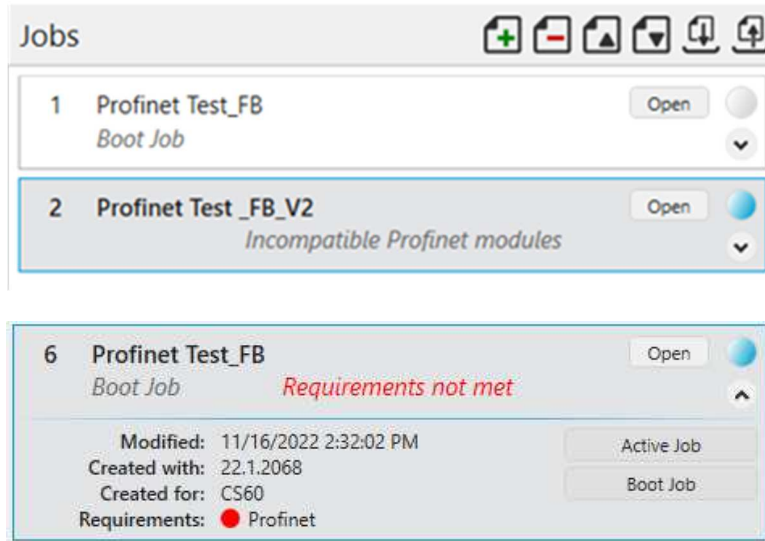 Jobs
1 Profinet Test_FB Open
Boot Job
2 Profinet Test _FB_V2 Open
Incompatible Profinet modules
6 Profinet Test_FB Open
Boot Job Requirements not met
Modified: 11/16/2022 2:32:02 PM Active Job
Created with: 22.1.2068
Created for: CS60 Boot Job
Requirements: Profinet